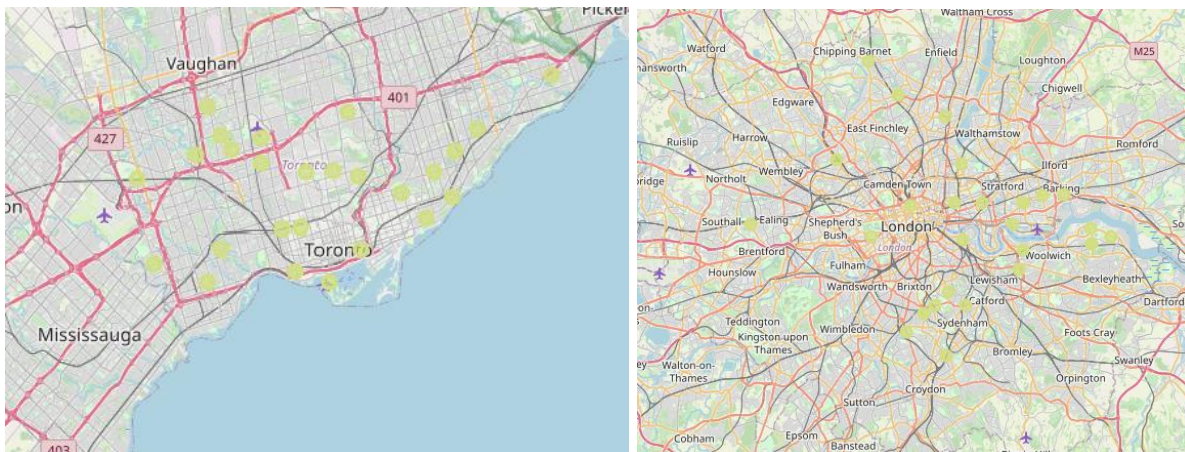 Vaughan
401
427
Toronto
Toronto
Mississauga
403
Waltham Cross
Watford
Chipping Barnet
Enfield
M25
Loughton
Chigwell
Edgware
East Finchley
Harrow
Walthamstow
Romford
Ruislip
Wembley
Ilford
Northolt
Camden Town
Stratford
Barking
Southall
Ealing
Shepherd's
Bush
London
London
Brentford
Woolwich
Fulham
Hounslow
Bexleyheath
Wandsworth
Brixton
Lewisham
Catford
Dartford
Teddington
Wimbledon
Sydenham
Foots Cray
Kingston upon
Thames
Bromley
Swanley
Walton-on-
Thames
Orpington
Croydon
Sutton
Cobham
Epsom
Banstead